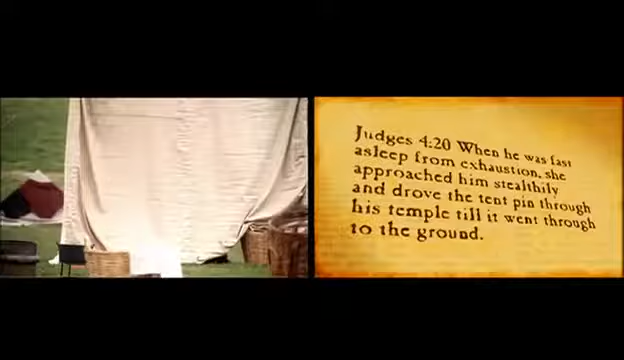 Judges 4:20 When he was fast
asleep from exhaustion, she
approached him stealthily
and drove the tent pin through
his temple till it went through
to the ground.